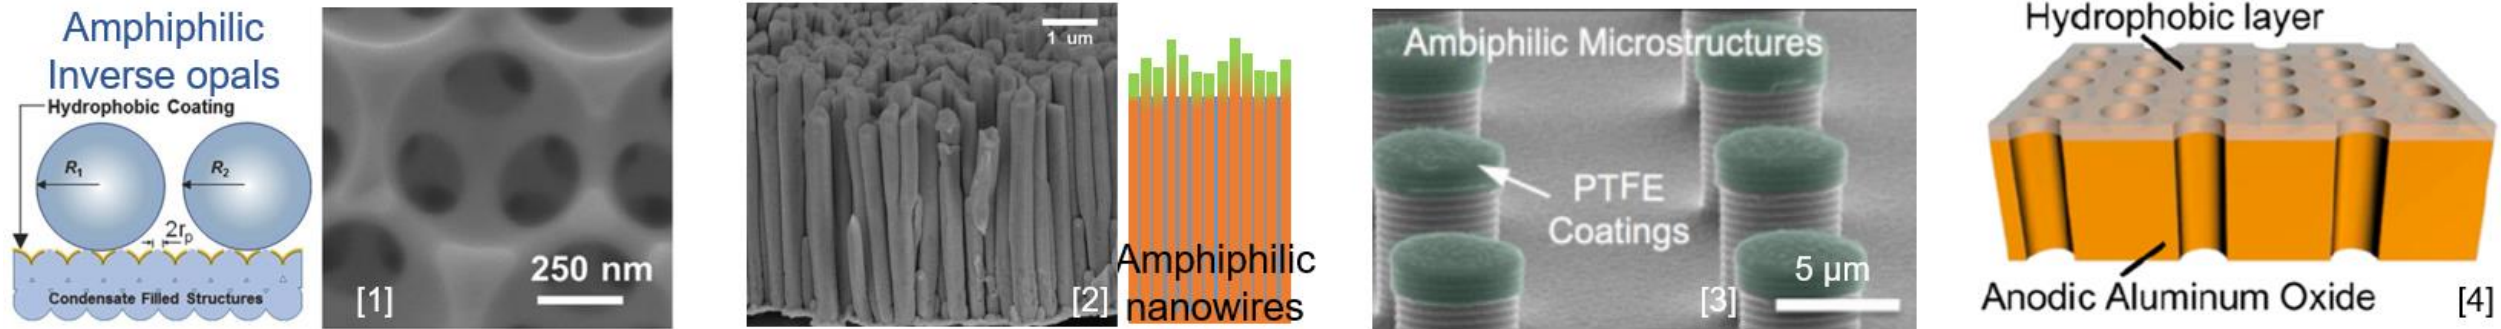 Amphiphilic
Inverse opals
Hydrophobic Coating
R1
R2
2rp
Condensate Filled Structures
250 nm
[1]
1 um
[2]
Amphiphilic
nanowires
Ambiphilic Microstructures
PTFE
Coatings
5 μm
[3]
Hydrophobic layer
Anodic Aluminum Oxide
[4]